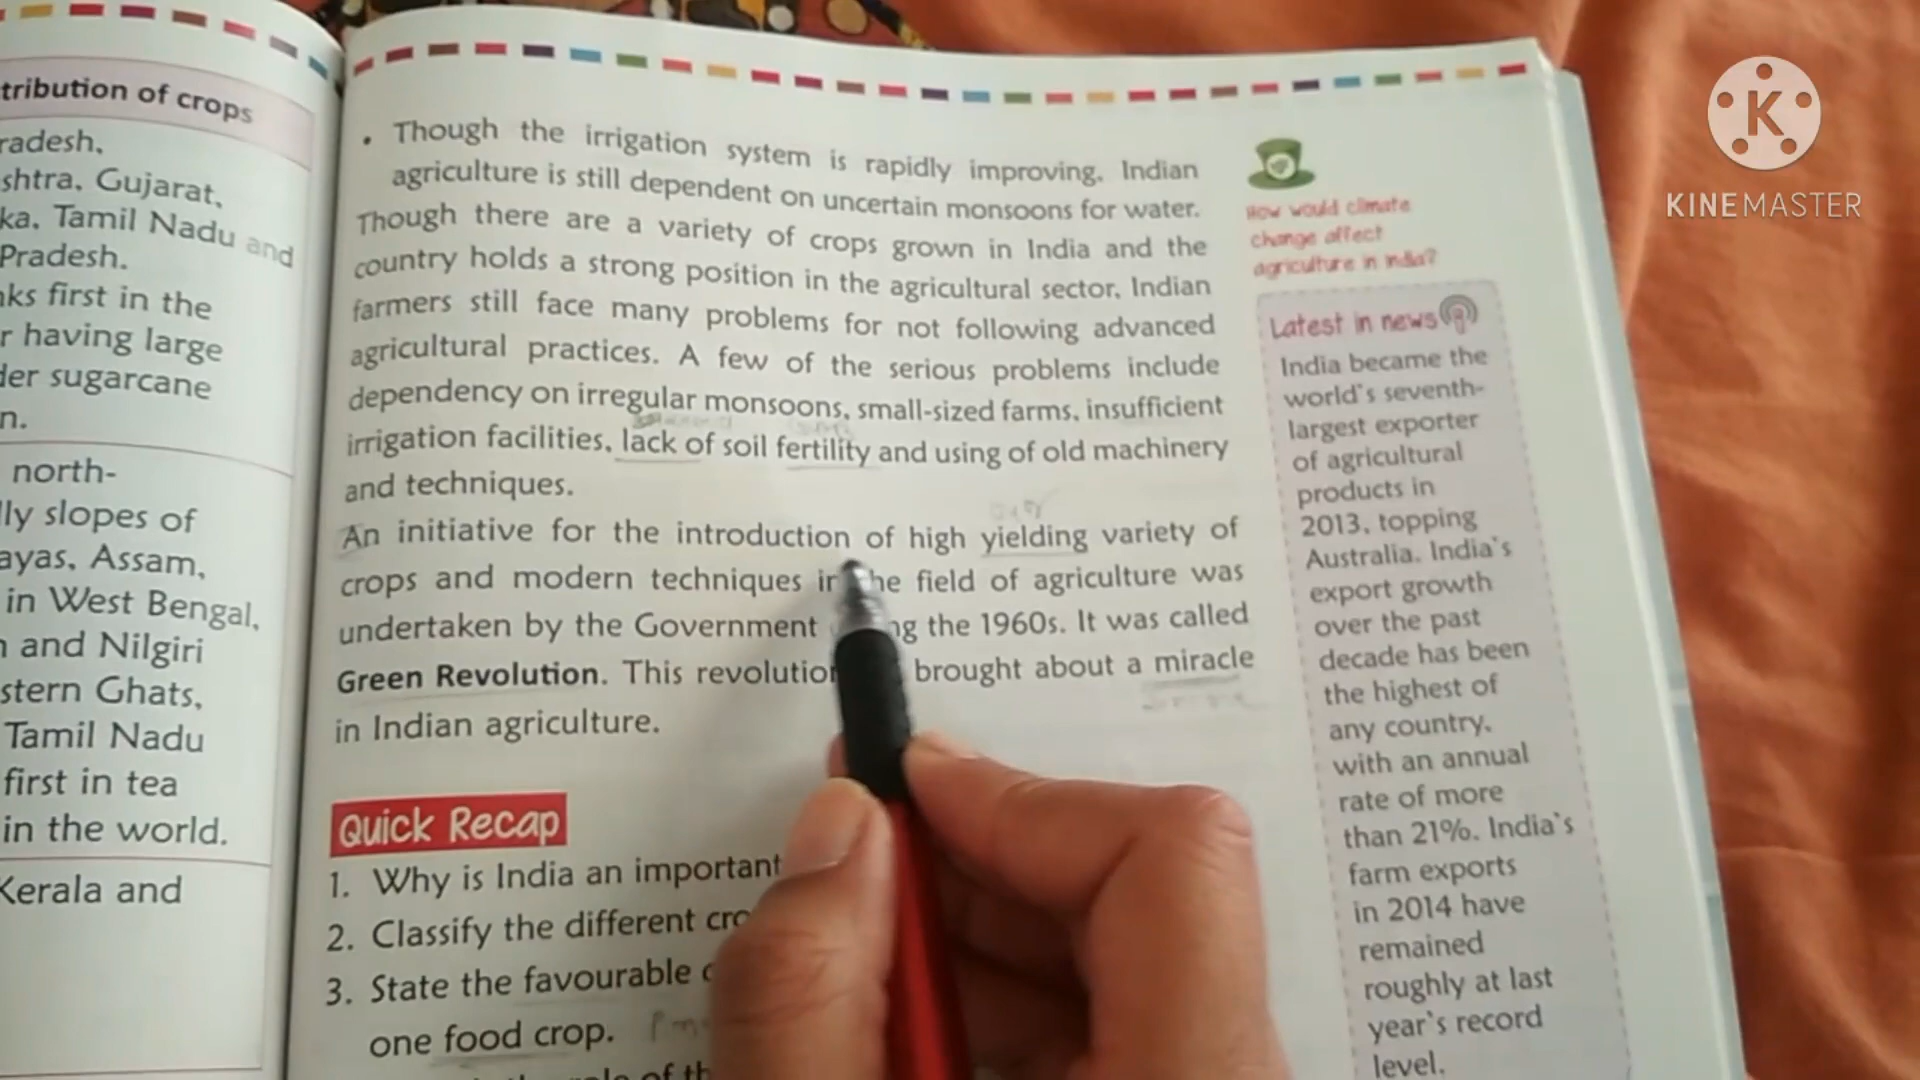 tribution of crops
radesh,
shtra, Gujarat,
ka, Tamil Nadu and
Pradesh.
ks first in the
r having large
der sugarcane
n.
north-
lly slopes of
ayas, Assam,
in West Bengal,
and Nilgiri
stern Ghats,
Tamil Nadu
first in tea
in the world.
Kerala and
• Though the irrigation system is rapidly improving, Indian
agriculture is still dependent on uncertain monsoons for water.
Though there are a variety of crops grown in India and the
country holds a strong position in the agricultural sector, Indian
farmers still face many problems for not following advanced
agricultural practices. A few of the serious problems include
dependency on irregular monsoons, small-sized farms, insufficient
irrigation facilities, lack of soil fertility and using of old machinery
and techniques.
An initiative for the introduction of high yielding variety of
crops and modern techniques in the field of agriculture was
undertaken by the Government ng the 1960s. It was called
Green Revolution. This revolution brought about a miracle
in Indian agriculture.
Quick Recap
1. Why is India an important
2. Classify the different cro
3. State the favourable c
one food crop.
of th
How would climate
change affect
agriculture in India?
Latest in news
India became the
world's seventh-
largest exporter
of agricultural
products in
2013, topping
Australia. India's
export growth
over the past
decade has been
the highest of
any country,
with an annual
rate of more
than 21%. India's
farm exports
in 2014 have
remained
roughly at last
year's record
level.
K
KINEMASTER